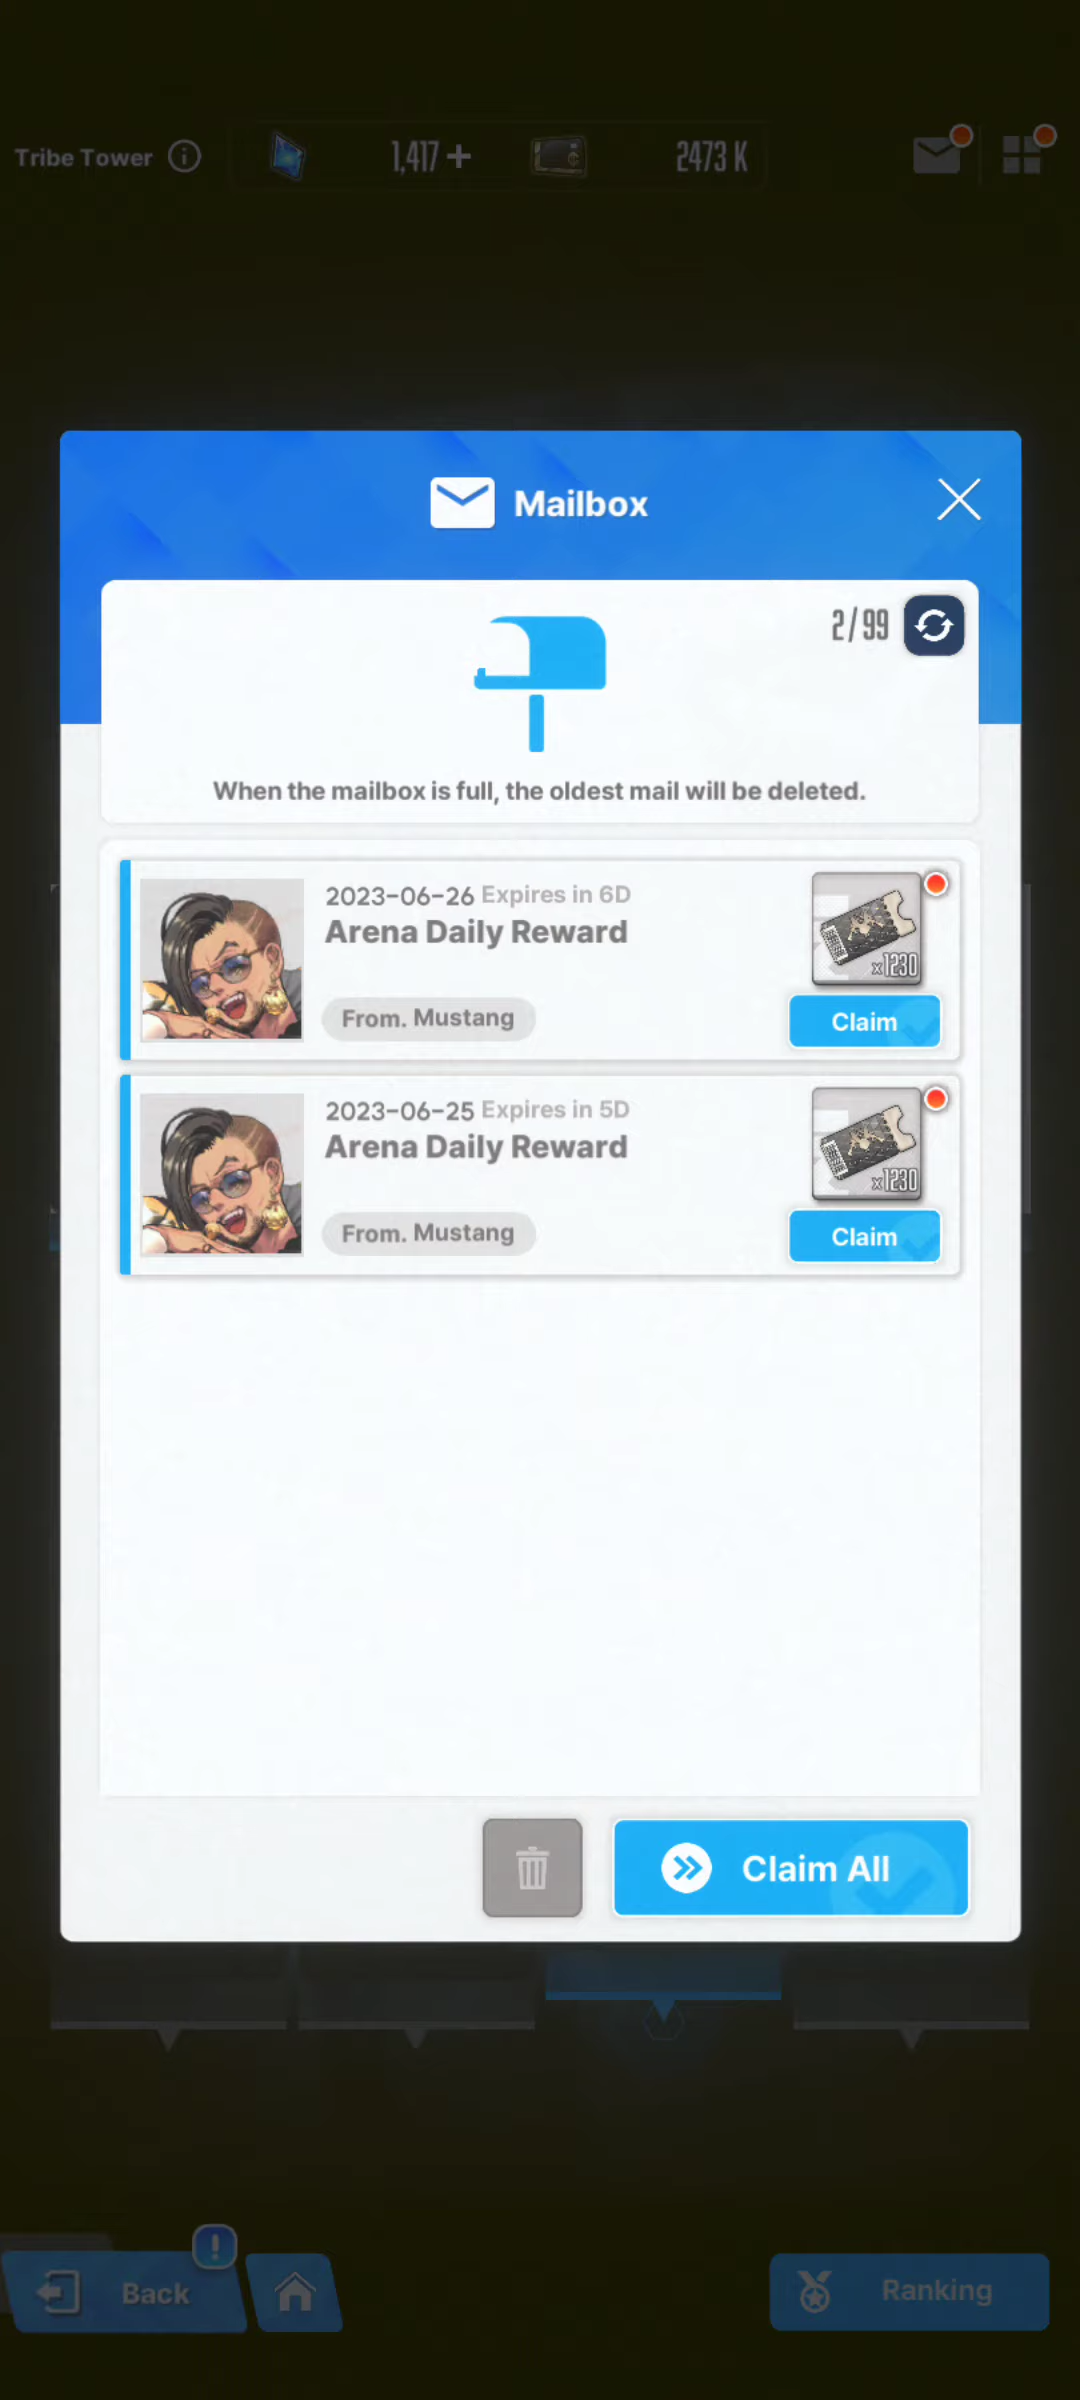 Tribe Tower
1,417
2473 K
Mailbox
2/99
When the mailbox is full, the oldest mail will be deleted.
2023-06-26 Expires in 6D
Arena Daily Reward
x1230
From. Mustang
Claim
2023-06-25 Expires in 5D
Arena Daily Reward
x1230
From. Mustang
Claim
Claim All
Back
Ranking